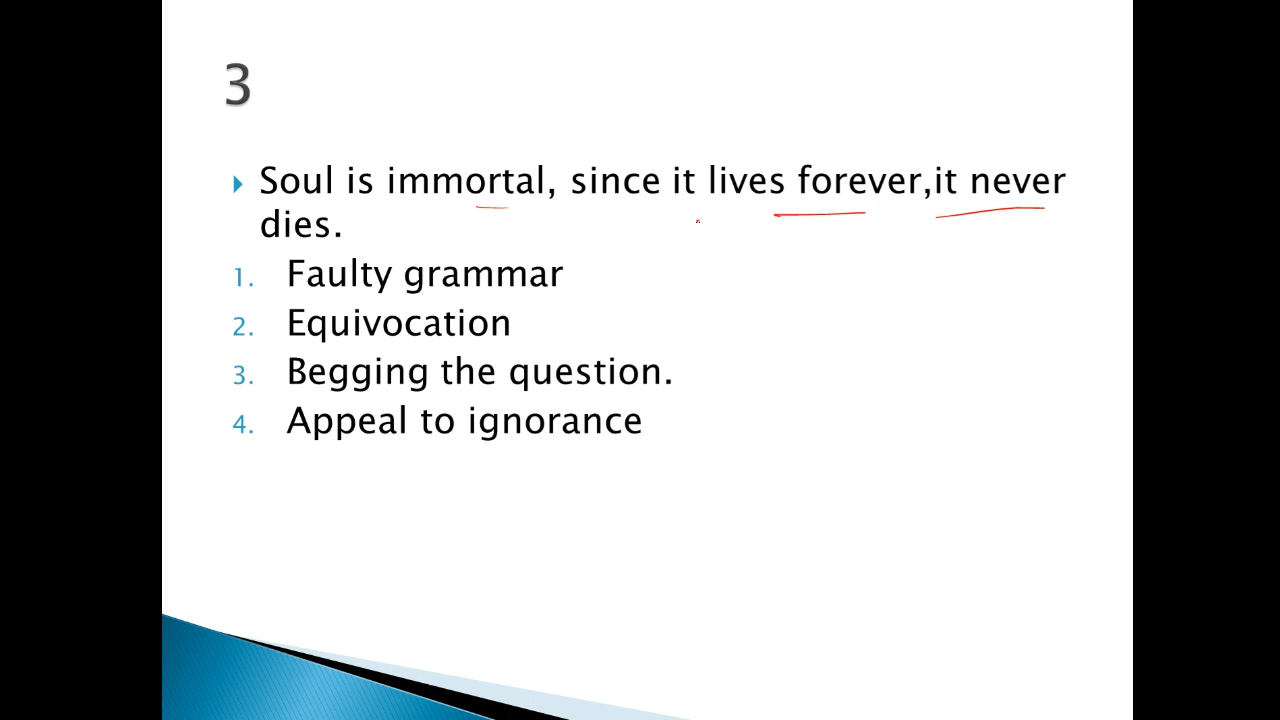 3
Soul is immortal, since it lives forever,it never
dies.
1. Faulty grammar
2. Equivocation
3. Begging the question.
4. Appeal to ignorance